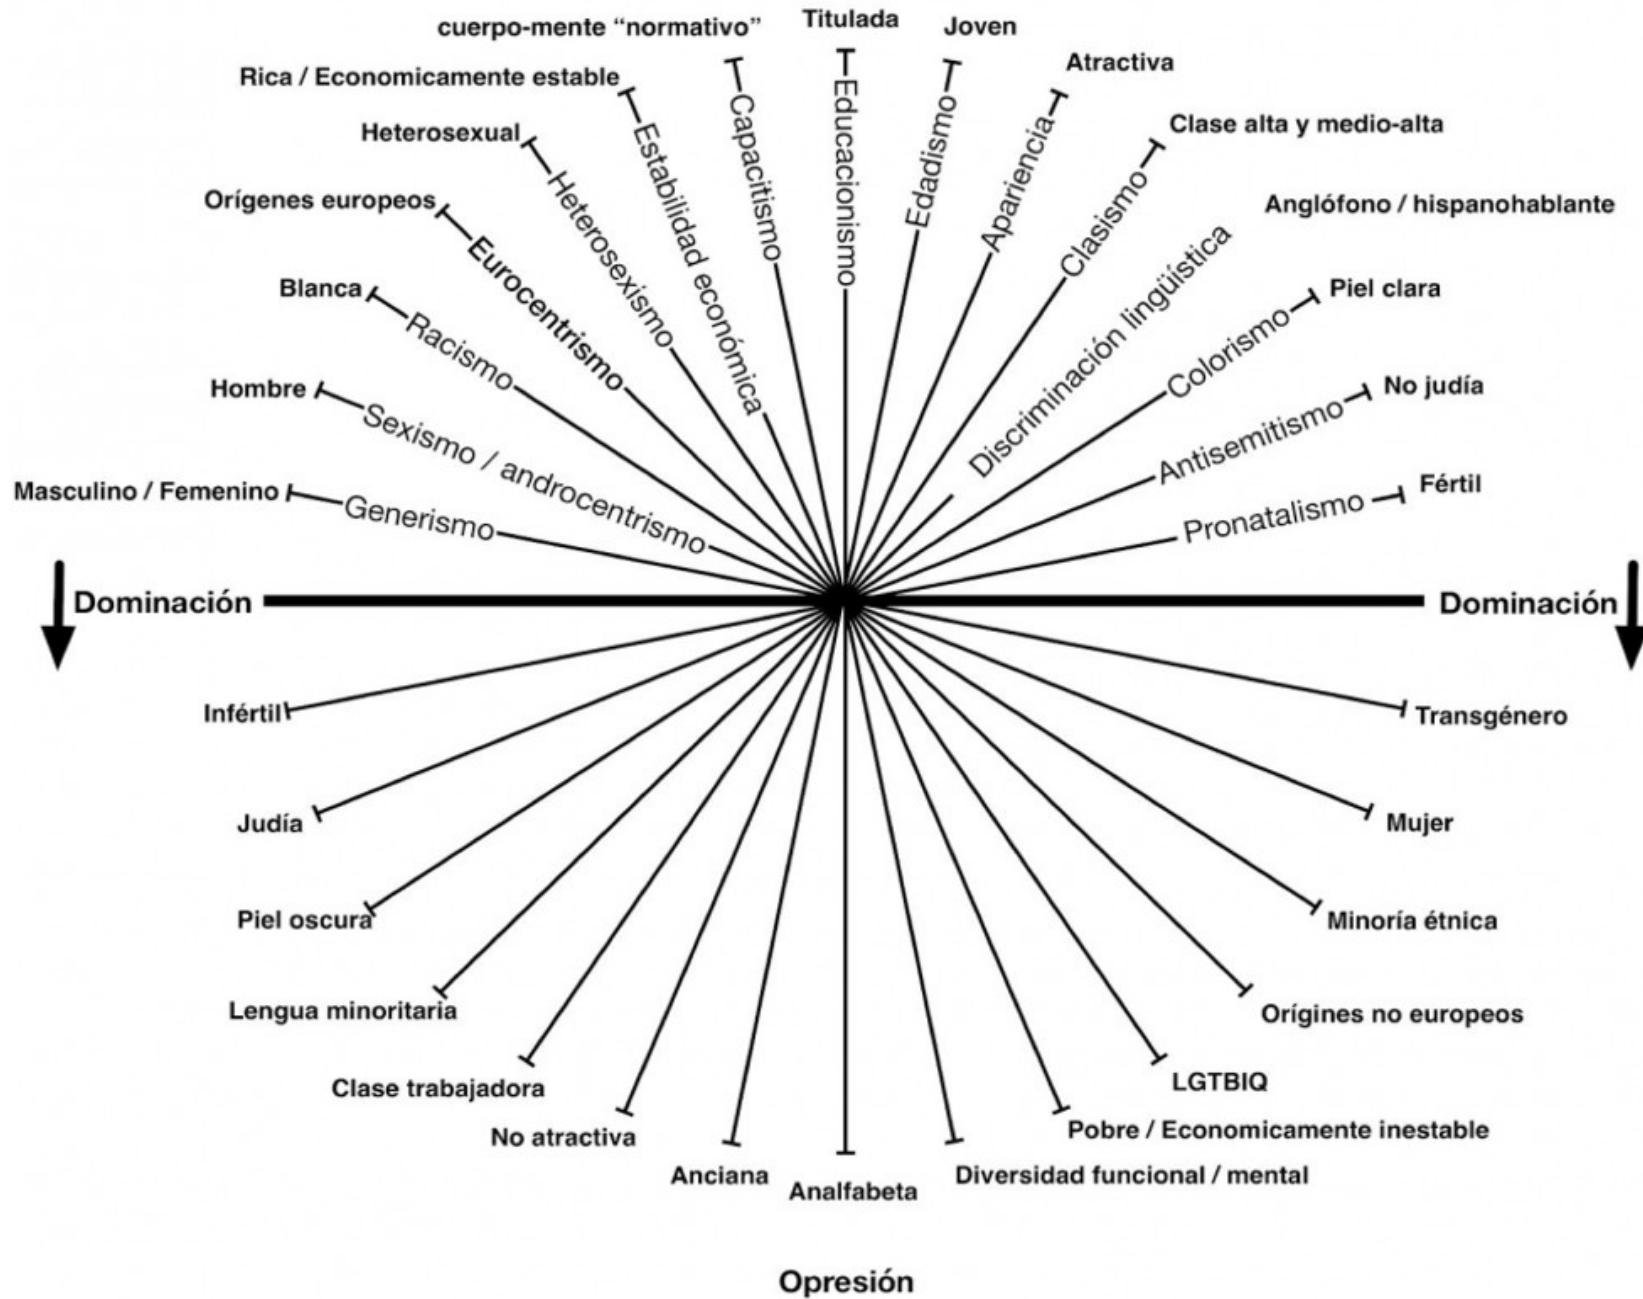 cuerpo-mente “normativo”
Titulada
Joven
Rica / Economicamente estable
Atractiva
Heterosexual
Clase alta y medio-alta
Orígenes europeos
Anglófono / hispanohablante
Blanca
Piel clara
Hombre
No judía
Masculino / Femenino
Fértil
Generismo
Sexismo / androcentrismo
Racismo
Eurocentrismo
Heterosexismo
Estabilidad económica
Capacitismo
Educacionismo
Edadismo
Apariencia
Clasismo
Discriminación lingüística
Colorismo
Antisemitismo
Pronatalismo
Dominación
Dominación
Infértil
Transgénero
Judía
Mujer
Piel oscura
Minoría étnica
Lengua minoritaria
Orígines no europeos
Clase trabajadora
LGTBIQ
No atractiva
Pobre / Economicamente inestable
Anciana
Analfabeta
Diversidad funcional / mental
Opresión